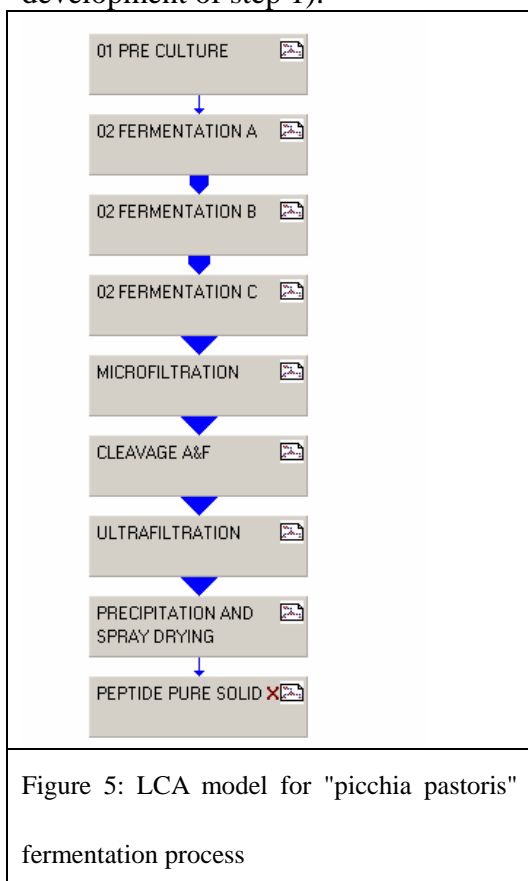 development of step 1).
01 PRE CULTURE
02 FERMENTATION A
02 FERMENTATION B
02 FERMENTATION C
MICROFILTRATION
CLEAVAGE A&F
ULTRAFILTRATION
PRECIPITATION AND
SPRAY DRYING
PEPTIDE PURE SOLID X
Figure 5: LCA model for "picchia pastoris"
fermentation process